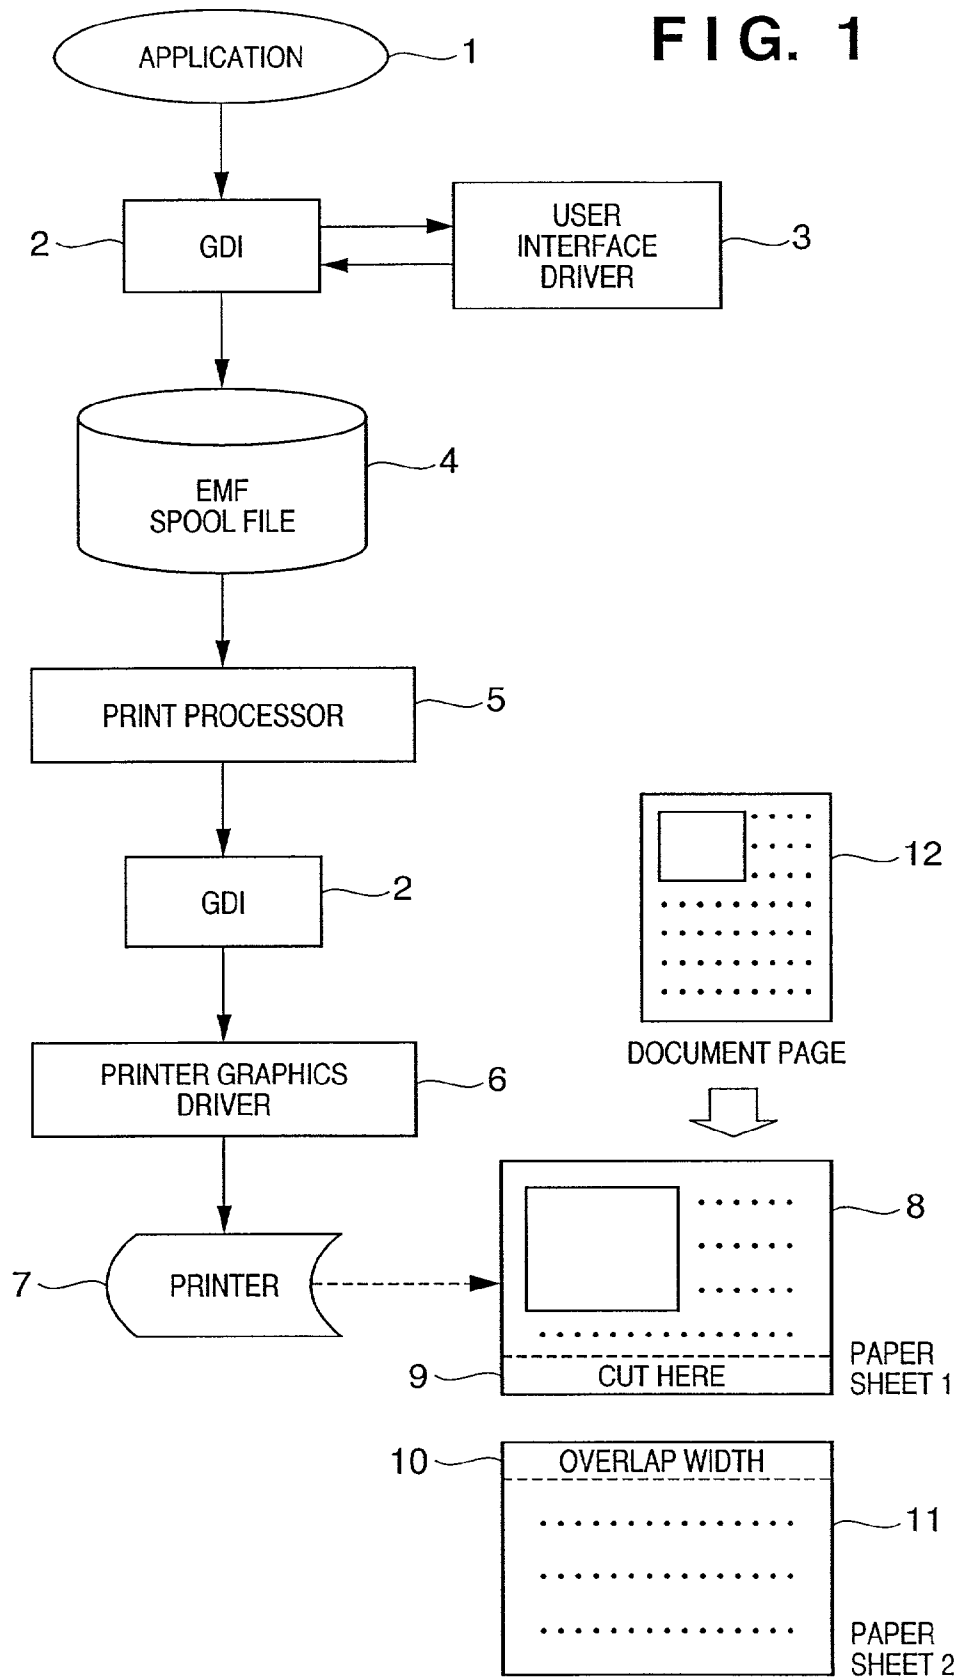 FIG. 1
APPLICATION
1
2
GDI
USER
INTERFACE
DRIVER
3
4
EMF
SPOOL FILE
5
PRINT PROCESSOR
2
GDI
12
DOCUMENT PAGE
6
PRINTER GRAPHICS
DRIVER
8
7
PRINTER
9
CUT HERE
PAPER
SHEET 1
10
OVERLAP WIDTH
11
PAPER
SHEET 2